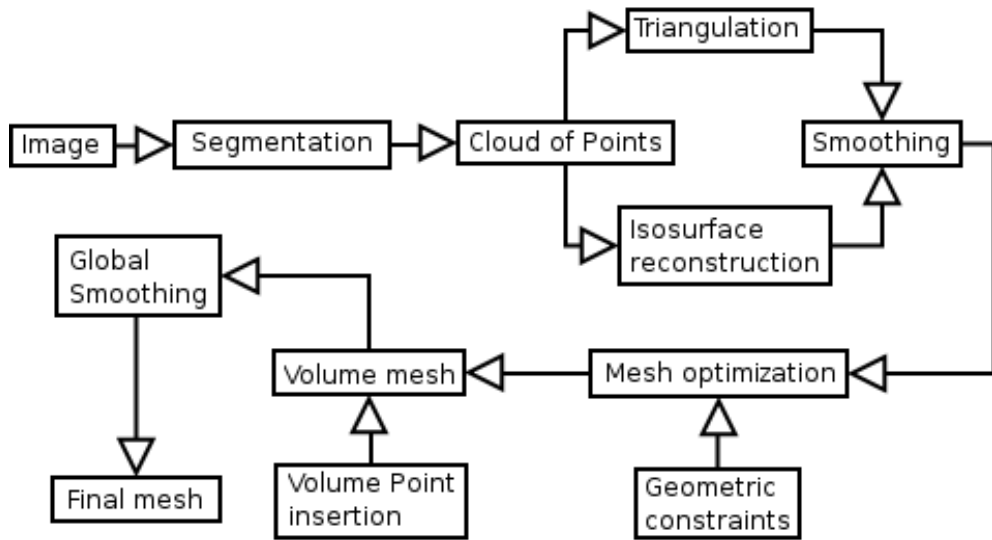 Triangulation
Image
Segmentation
Cloud of Points
Smoothing
Isosurface
reconstruction
Global
Smoothing
Volume mesh
Mesh optimization
Final mesh
Volume Point
insertion
Geometric
constraints